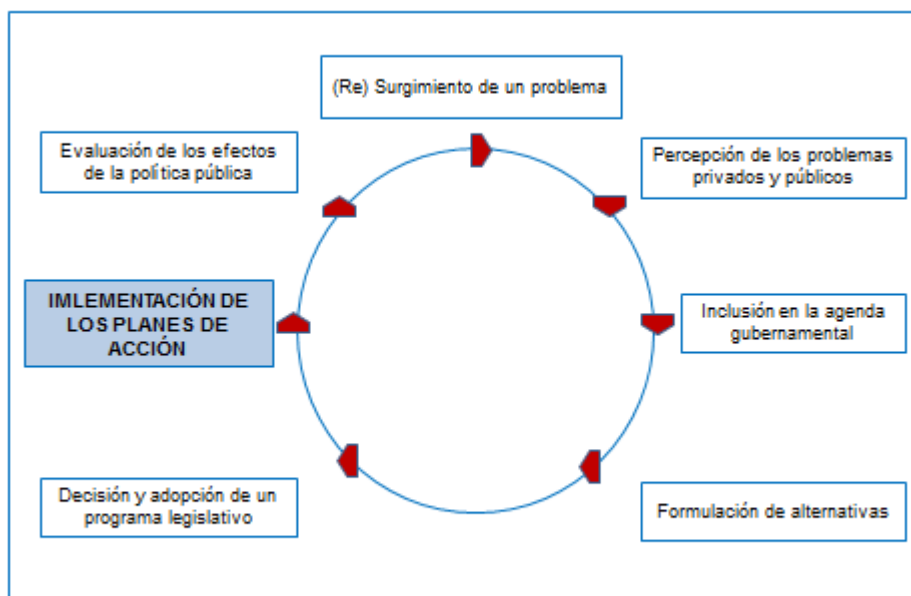 (Re) Surgimiento de un problema
Percepción de los problemas
privados y públicos
Inclusión en la agenda
gubernamental
Formulación de alternativas
Decisión y adopción de un
programa legislativo
IMLEMENTACIÓN DE
LOS PLANES DE
ACCIÓN
Evaluación de los efectos
de la política pública